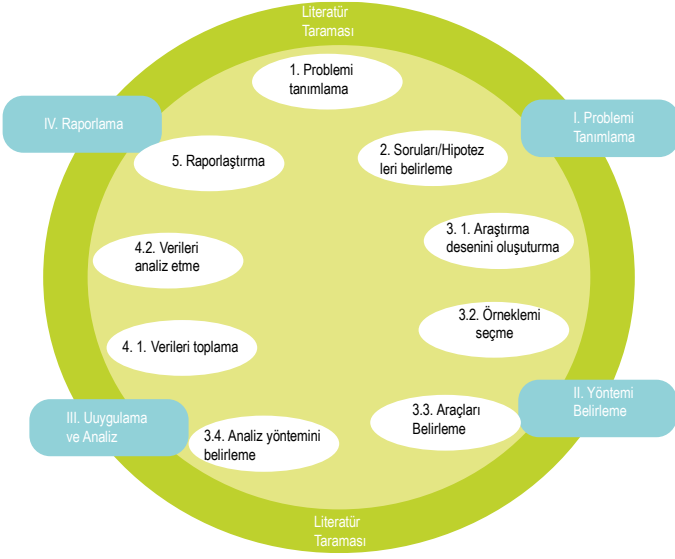 Literatür
Taraması
1. Problemi
tanımlama
I. Problemi
Tanımlama
2. Soruları/Hipotez
leri belirleme
3. 1. Araştırma
desenini oluşuturma
3.2. Örneklemi
seçme
II. Yöntemi
Belirleme
3.3. Araçları
Belirleme
3.4. Analiz yöntemini
belirleme
III. Uuygulama
ve Analiz
4. 1. Verileri toplama
4.2. Verileri
analiz etme
5. Raporlaştırma
IV. Raporlama
Literatür
Taraması